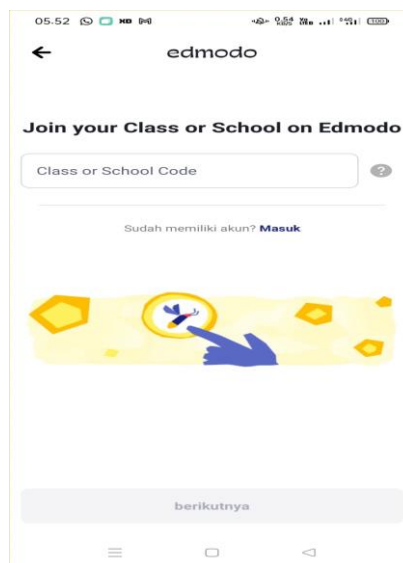 05.52
edmodo
Join your Class or School on Edmodo
Class or School Code
?
Sudah memiliki akun? Masuk
berikutnya